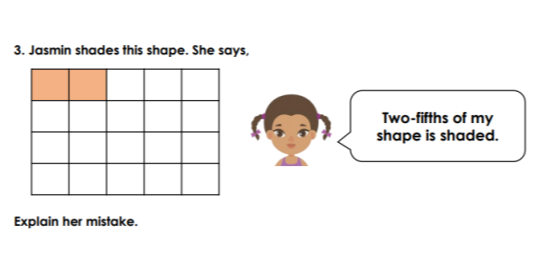 3. Jasmin shades this shape. She says,
Two-fifths of my
shape is shaded.
Explain her mistake.